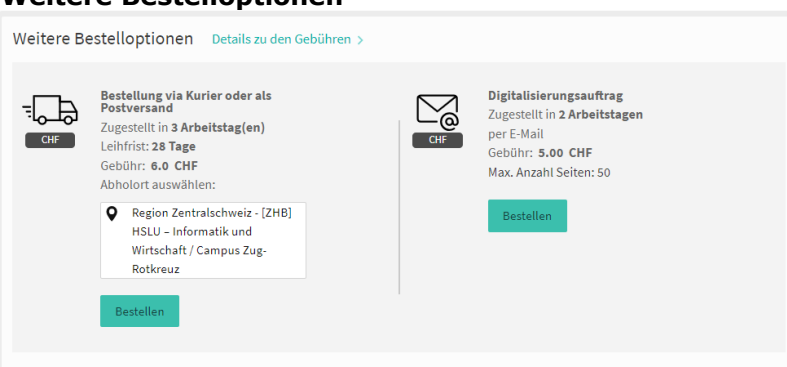 Weitere Bestelloptionen
Weitere Bestelloptionen Details zu den Gebühren >
CHF
Bestellung via Kurier oder als
Postversand
Zugestellt in 3 Arbeitstag(en)
Leihfrist: 28 Tage
Gebühr: 6.0 CHF
Abholort auswählen:
Region Zentralschweiz - [ZHB]
HSLU – Informatik und
Wirtschaft / Campus Zug-
Rotkreuz
Bestellen
CHF
Digitalisierungsauftrag
Zugestellt in 2 Arbeitstagen
per E-Mail
Gebühr: 5.00 CHF
Max. Anzahl Seiten: 50
Bestellen